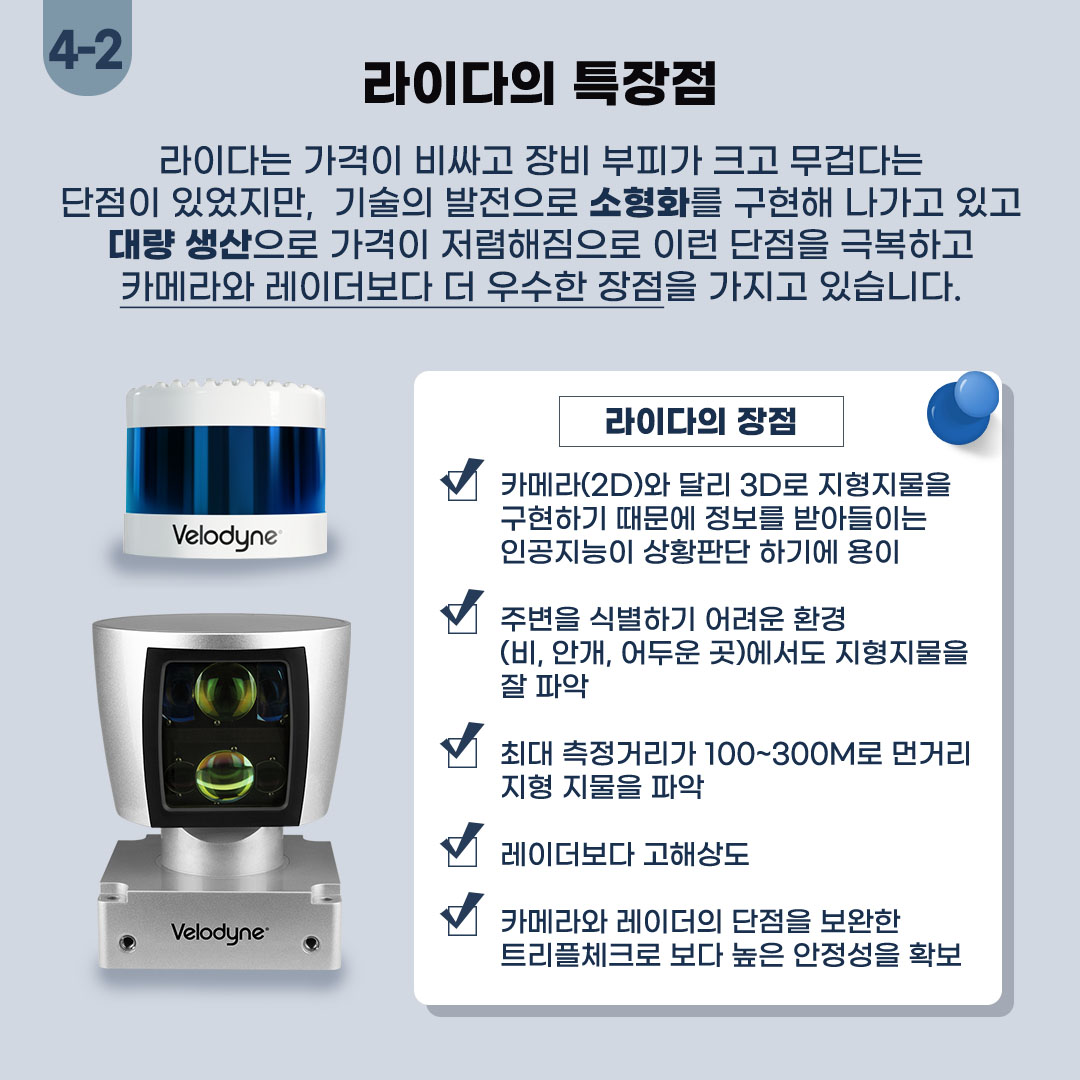 4-2
라이다의 특장점
라이다는 가격이 비싸고 장비 부피가 크고 무겁다는
단점이 있었지만, 기술의 발전으로 소형화를 구현해 나가고 있고
대량 생산으로 가격이 저렴해짐으로 이런 단점을 극복하고
카메라와 레이더보다 더 우수한 장점을 가지고 있습니다.
Velodyne
Velodyne
라이다의 장점
카메라(2D)와 달리 3D로 지형지물을
구현하기 때문에 정보를 받아들이는
인공지능이 상황판단 하기에 용이
주변을 식별하기 어려운 환경
(비, 안개, 어두운 곳)에서도 지형지물을
잘 파악
최대 측정거리가 100~300M로 먼거리
지형 지물을 파악
레이더보다 고해상도
카메라와 레이더의 단점을 보완한
트리플체크로 보다 높은 안정성을 확보